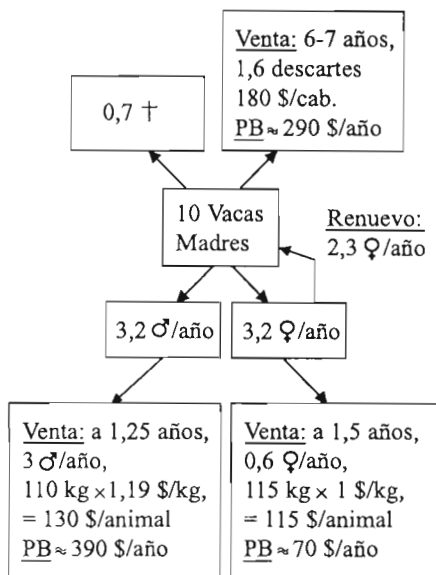 Venta: 6-7 años,
1,6 descartes
180 $/cab.
PB ≈ 290 $/año
0,7 †
10 Vacas
Madres
Renuevo:
2,3 ♀/año
3,2 ♂/año
3,2 ♀/año
Venta: a 1,25 años,
3 ♂/año,
110 kg × 1,19 $/kg,
= 130 $/animal
PB ≈ 390 $/año
Venta: a 1,5 años,
0,6 ♀/año,
115 kg x 1 $/kg,
= 115 $/animal
PB ≈ 70 $/año